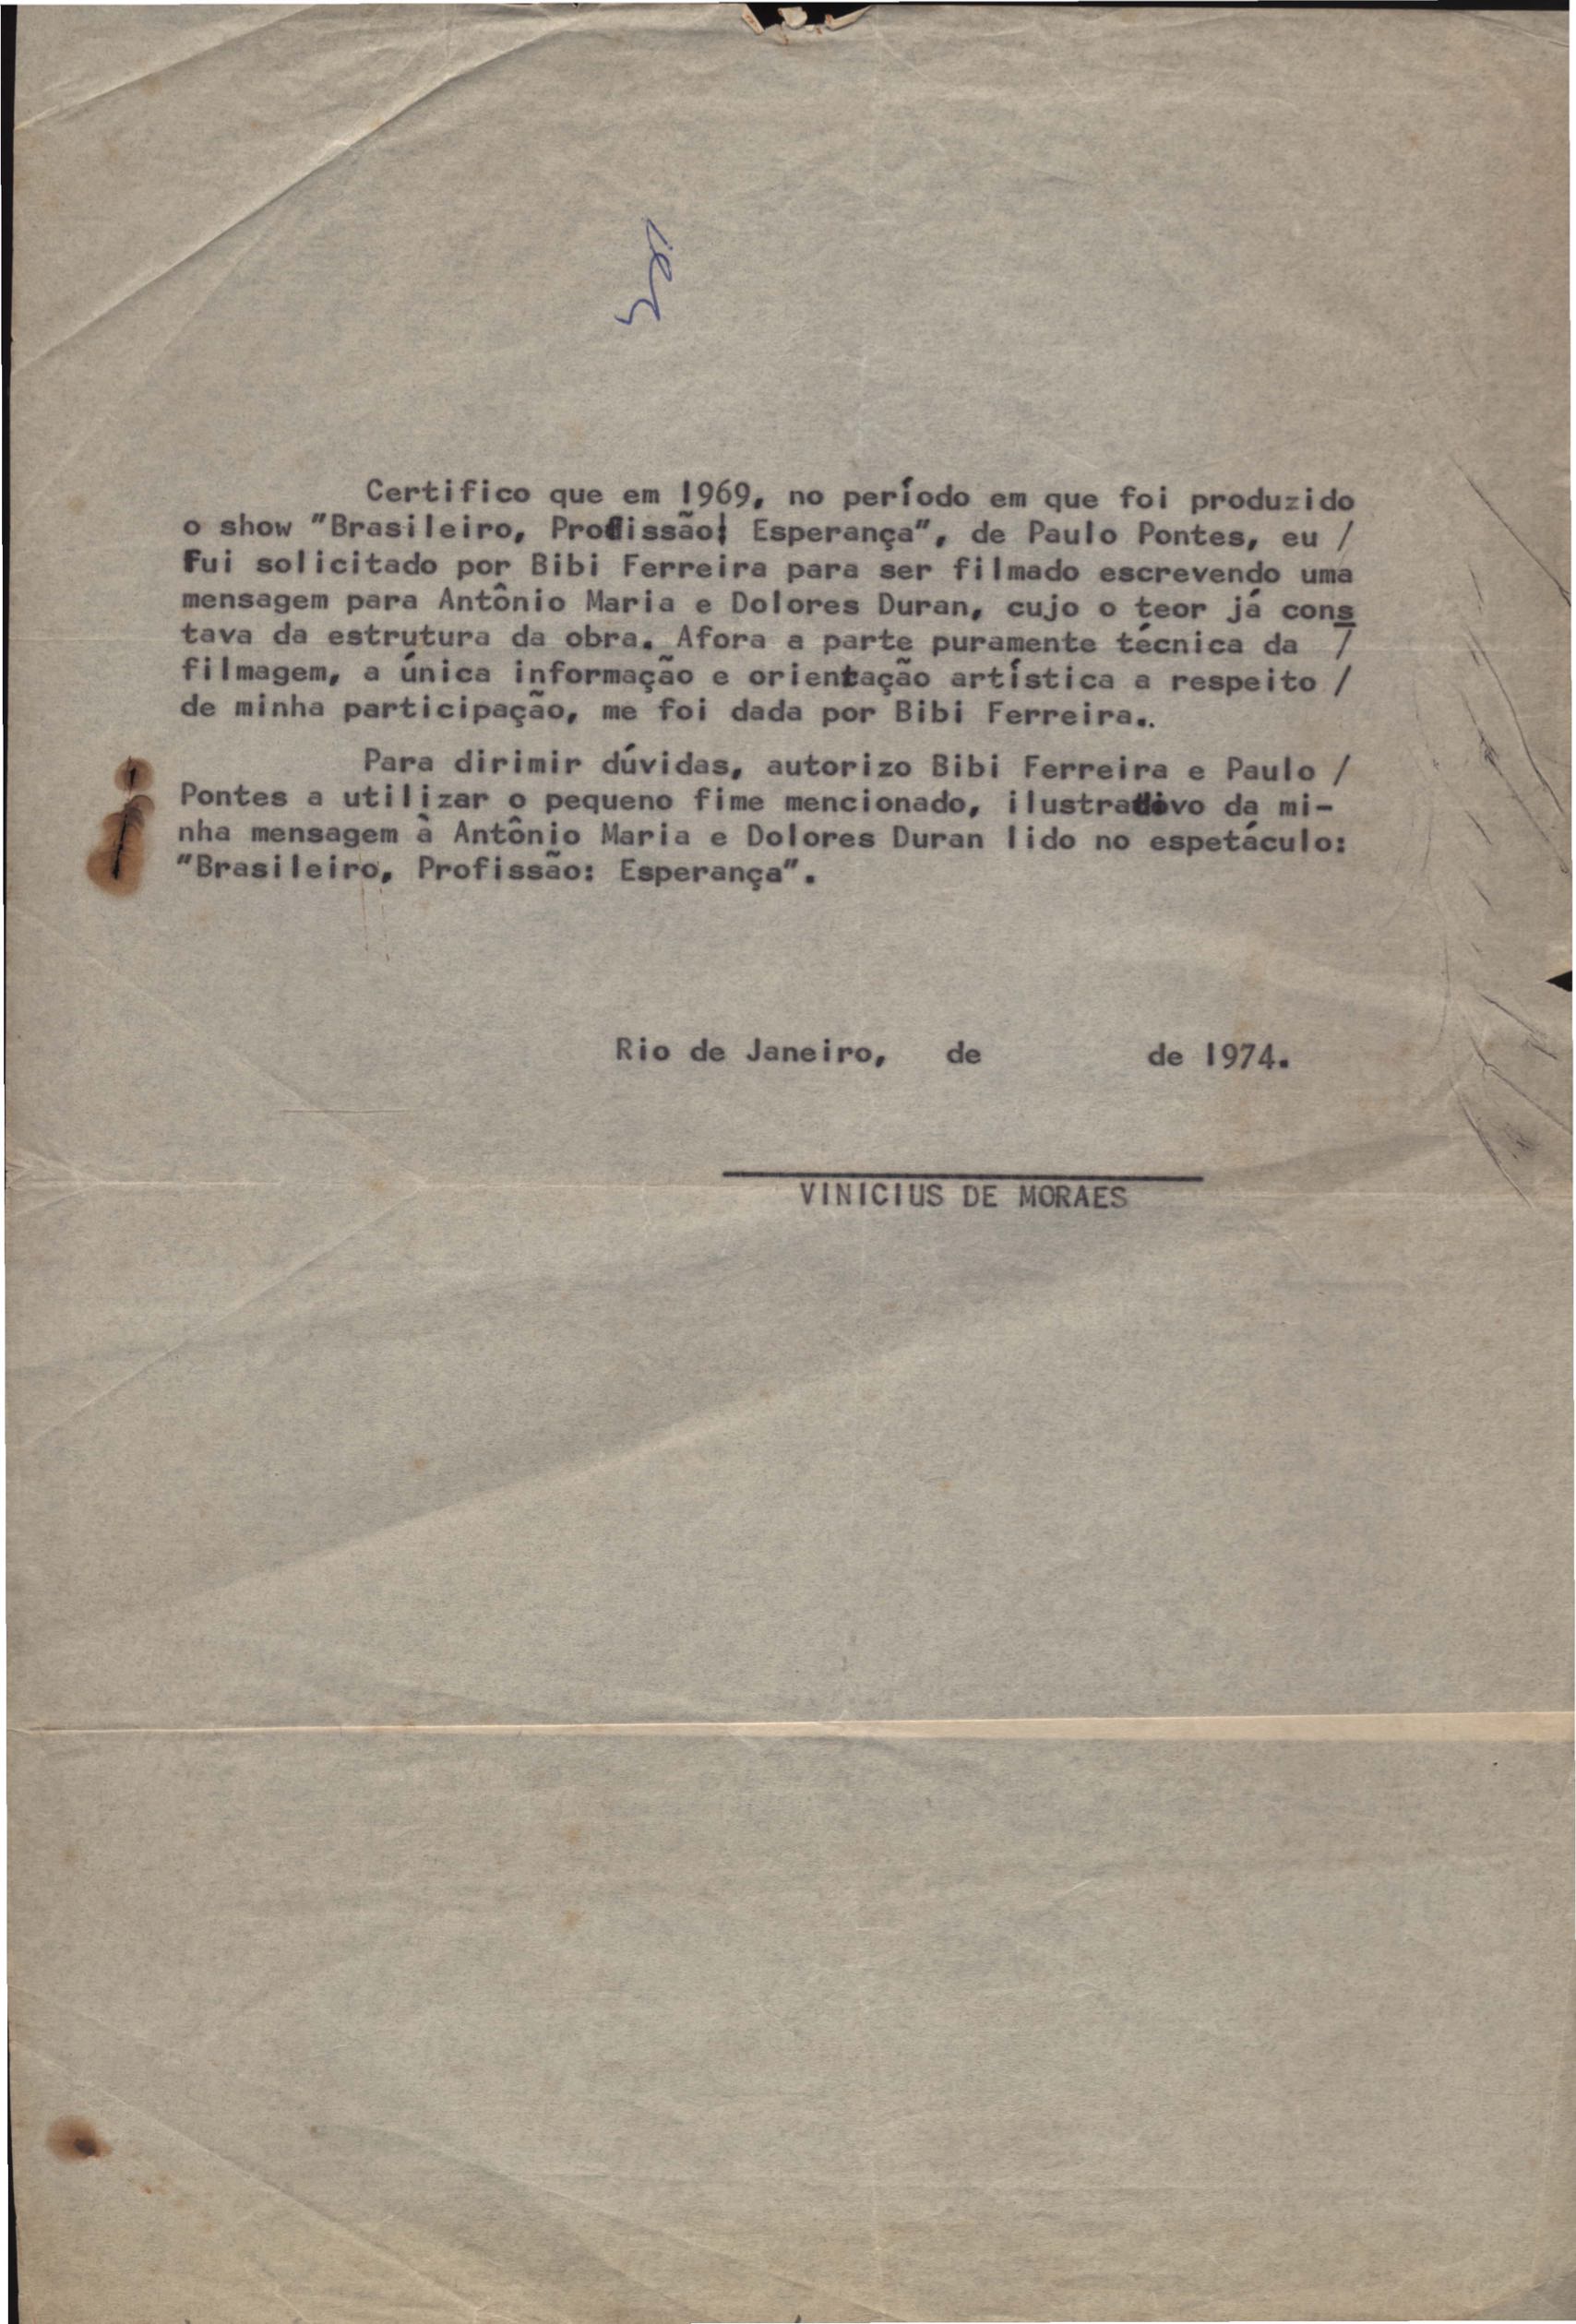 Certifico que em 1969, no período em que foi produzido
o show "Brasileiro, Profissão: Esperança", de Paulo Pontes, eu /
fui solicitado por Bibi Ferreira para ser filmado escrevendo uma
mensagem para Antônio Maria e Dolores Duran, cujo o teor já cons
tava da estrutura da obra. Afora a parte puramente técnica da /
filmagem, a única informação e orientação artística a respeito /
de minha participação, me foi dada por Bibi Ferreira..
Para dirimir dúvidas, autorizo Bibi Ferreira e Paulo /
Pontes a utilizar o pequeno fime mencionado, ilustrativo da mi-
nha mensagem à Antônio Maria e Dolores Duran lido no espetáculo:
"Brasileiro, Profissão: Esperança".
Rio de Janeiro, de de 1974.
VINICIUS DE MORAES